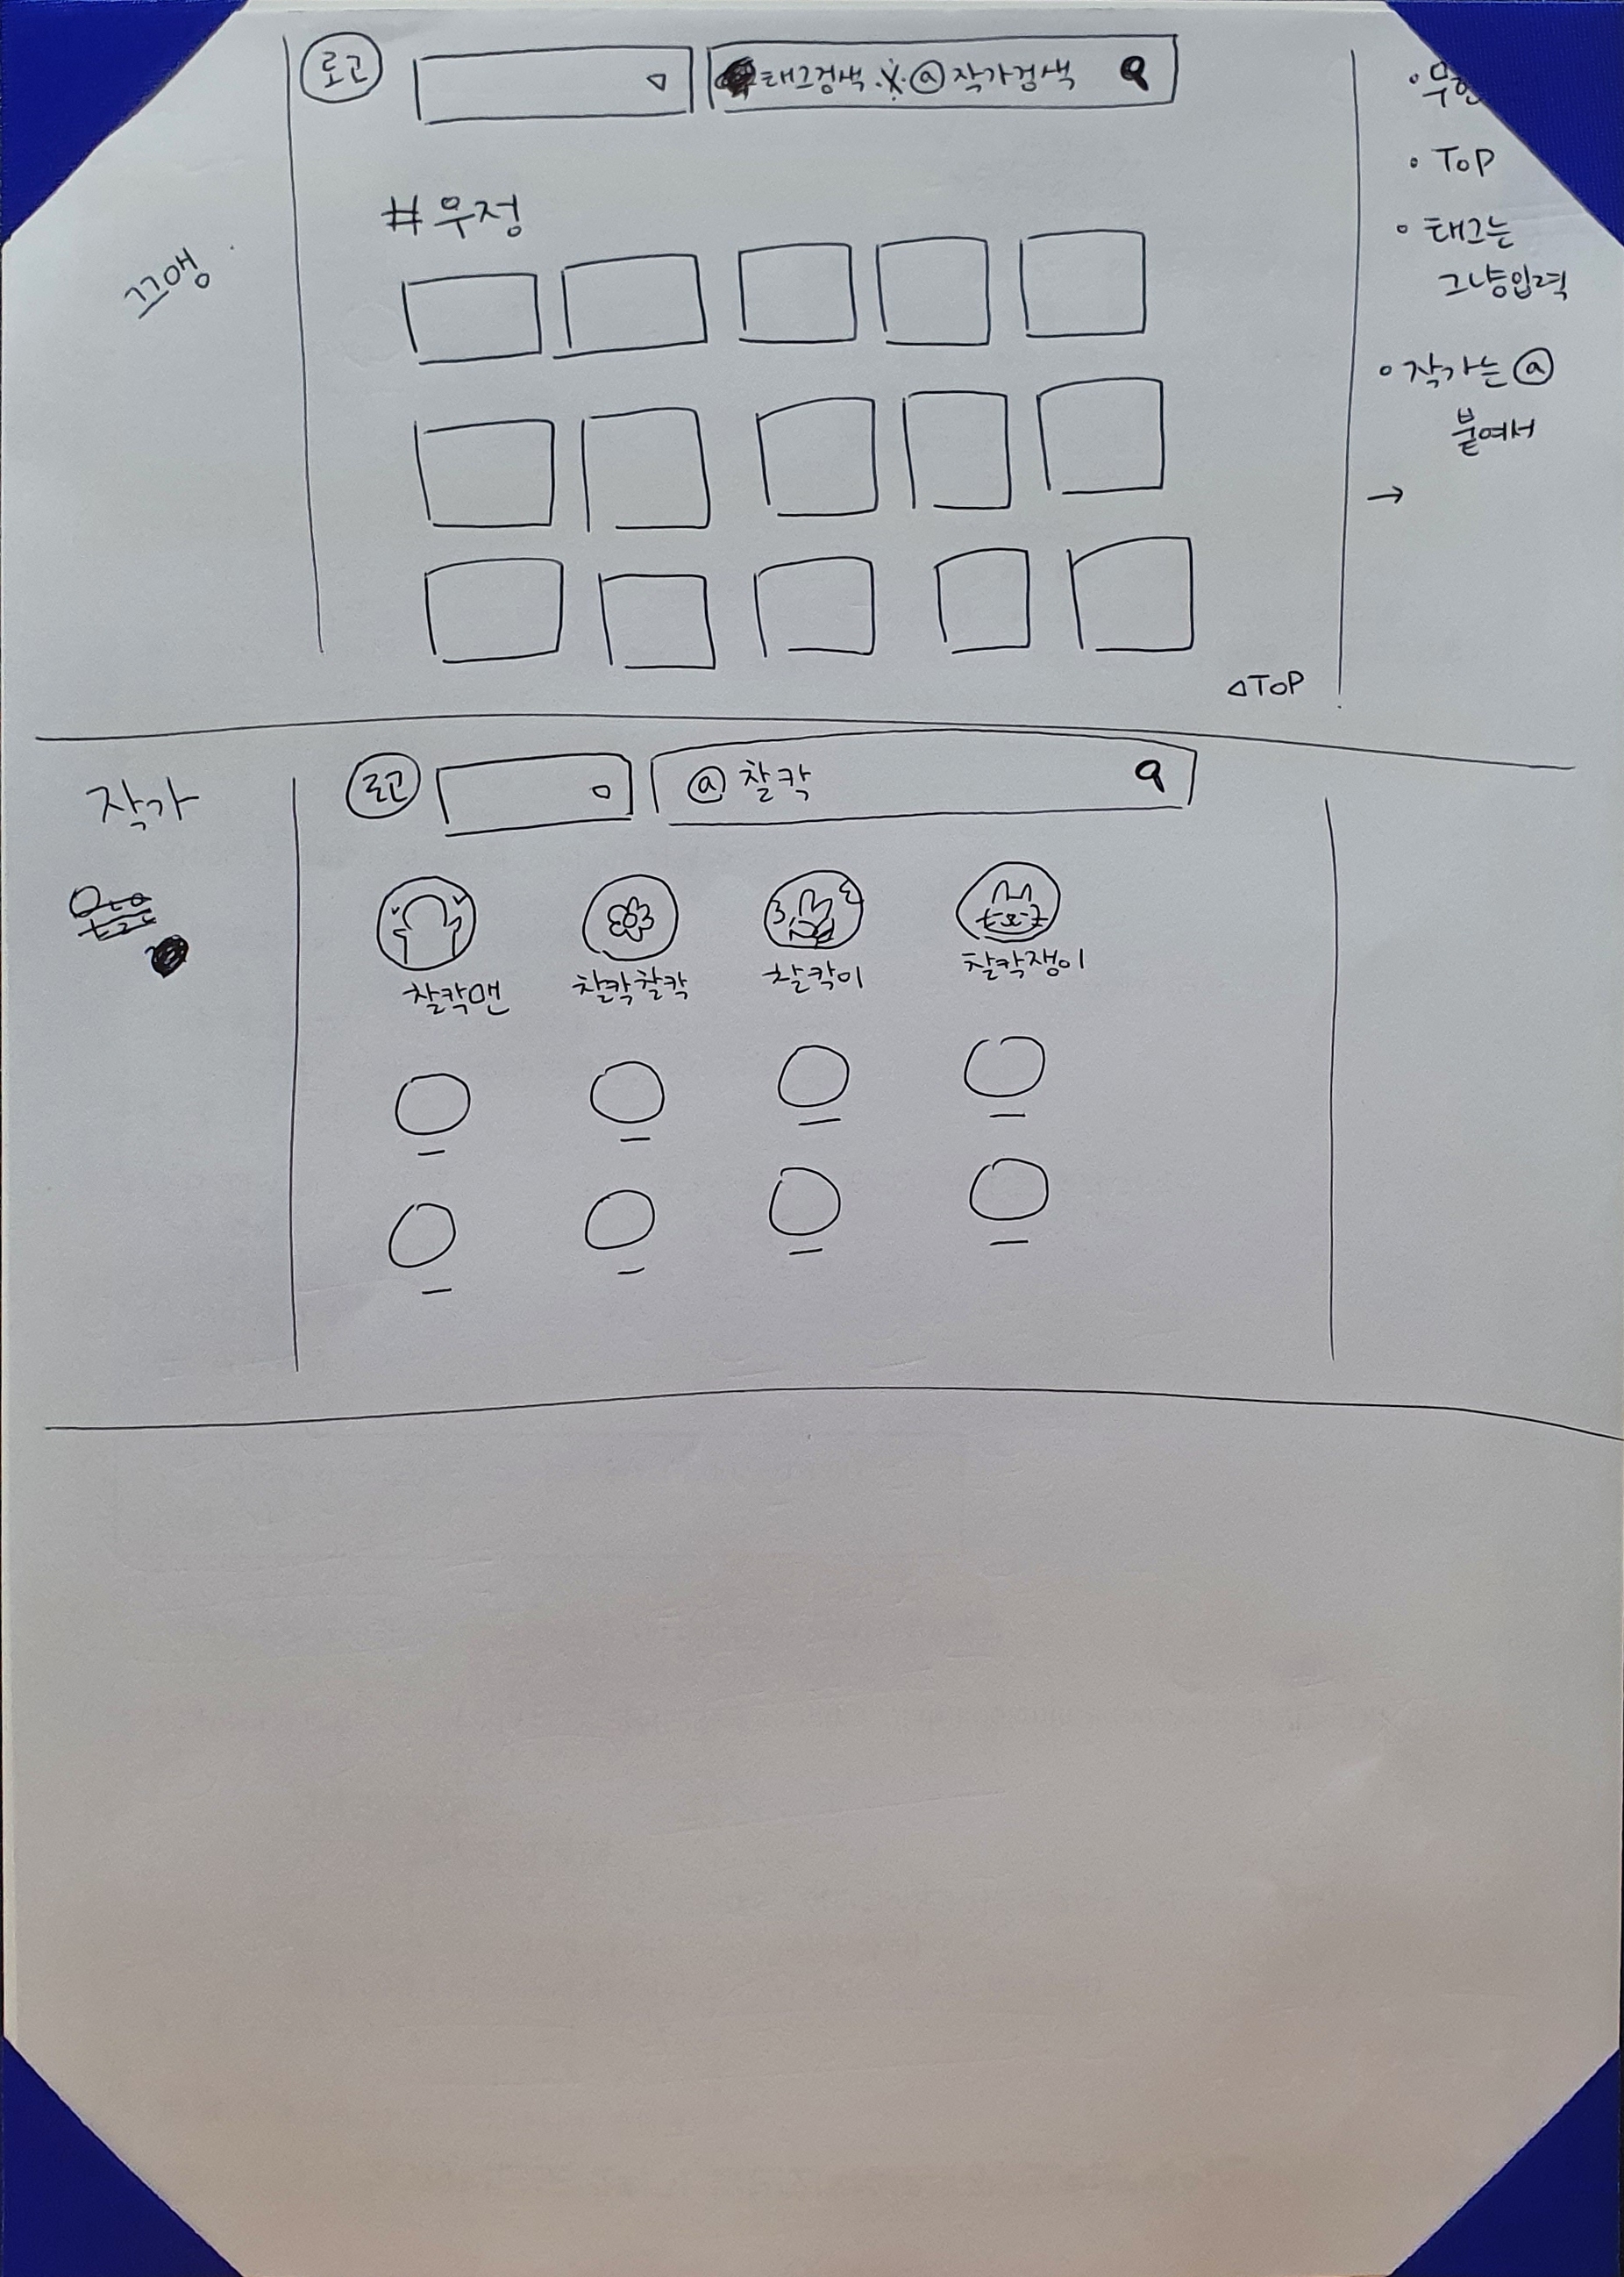 로고
태그검색 · @작가검색
#우정
△TOP
끄앵
·무한
·TOP
·태그는
그냥입력
·작가는 @
붙여서
→
작가
로고
@찰칵
찰칵맨
찰칵찰칵
찰칵이
찰칵쟁이